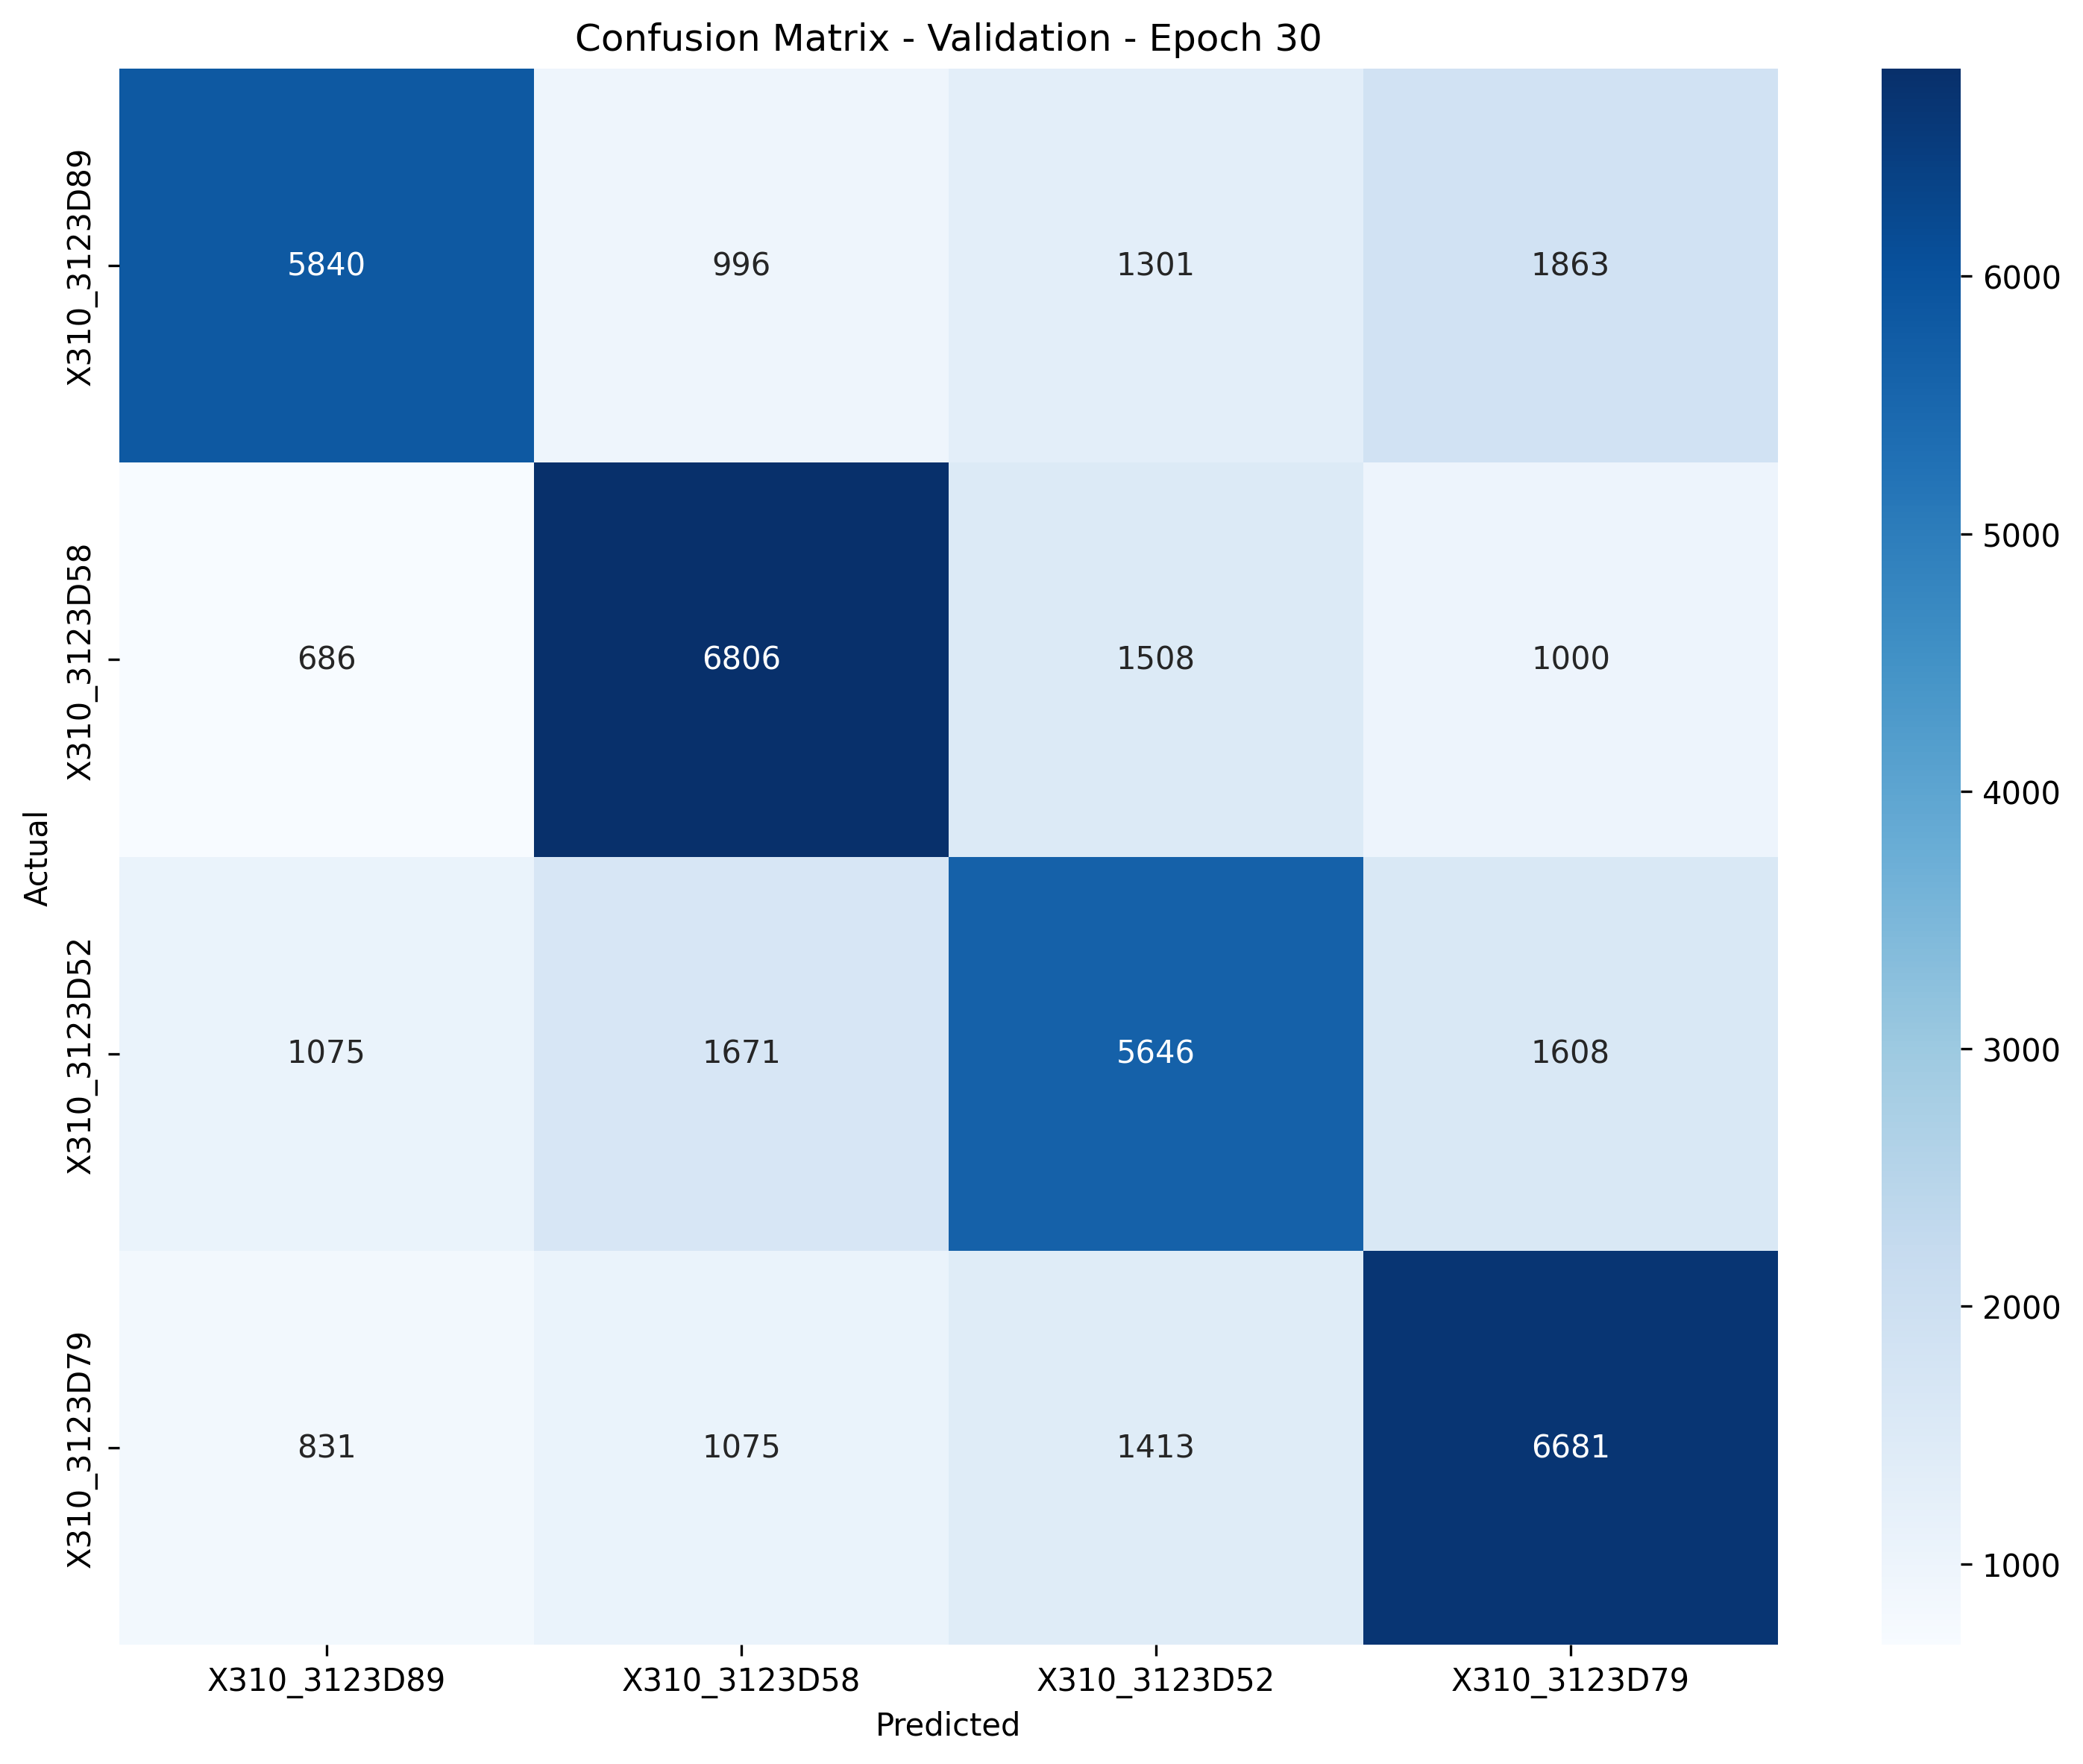 Confusion Matrix - Validation - Epoch 30
Actual
X310_3123D89
5840 996 1301 1863
X310_3123D58
686 6806 1508 1000
X310_3123D52
1075 1671 5646 1608
X310_3123D79
831 1075 1413 6681
X310_3123D89 X310_3123D58 X310_3123D52 X310_3123D79
Predicted
6000
5000
4000
3000
2000
1000